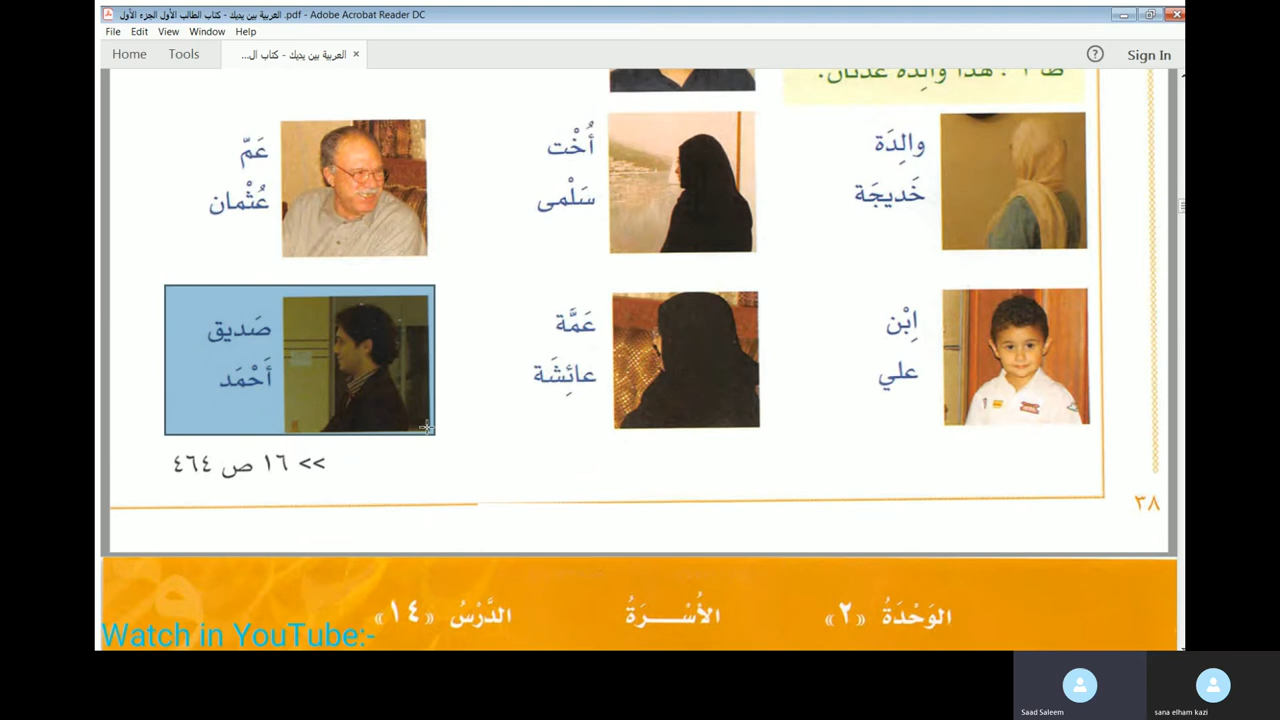 العربية بين يديك - كتاب الطالب الأول الجزء الأول.pdf - Adobe Acrobat Reader DC
File Edit View Window Help
Home Tools العربية بين يديك - كتاب ال... × ? Sign In
هذا والِدة عدنان.
والِدَة
خَديجَة
أُخْت
سَلْمى
عَمّ
عُثْمان
اِبْن
علي
عَمَّة
عائِشَة
صَديق
أَحْمَد
>> ١٦ ص ٤٦٤
٣٨
الوَحْدَةُ «٢» الأُسْـــرَةُ الدَّرْسُ «١٤»
Watch in YouTube:-
Saad Saleem
sana elham kazi